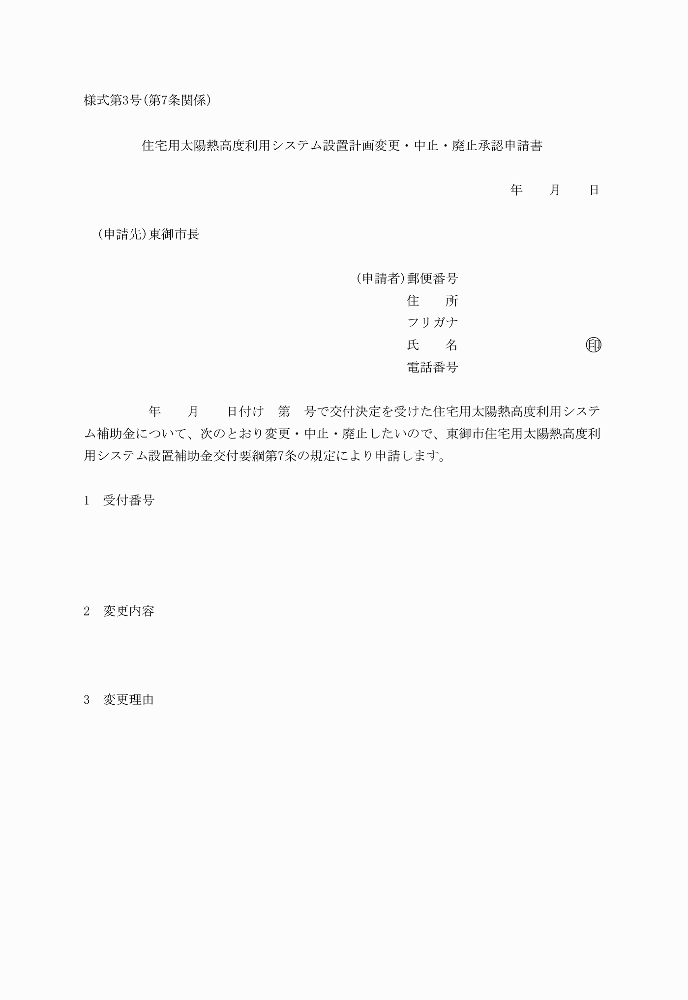 様式第3号(第7条関係)
住宅用太陽熱高度利用システム設置計画変更・中止・廃止承認申請書
年　　月　　日
(申請先)東御市長
(申請者)郵便番号
住　　所
フリガナ
氏　　名　　　　　　　　　　㊞
電話番号
年　　月　　日付け　第　号で交付決定を受けた住宅用太陽熱高度利用システ
ム補助金について、次のとおり変更・中止・廃止したいので、東御市住宅用太陽熱高度利
用システム設置補助金交付要綱第7条の規定により申請します。
1　受付番号
2　変更内容
3　変更理由